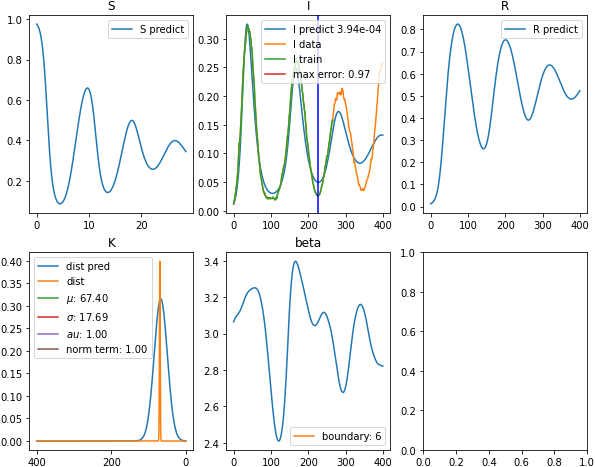 S
1.0
0.8
0.6
0.4
0.2
0 20
S predict
I
0.30
0.25
0.20
0.15
0.10
0.05
0.00
0 100 200 300 400
I predict 3.94e-04
I data
I train
max error: 0.97
R
0.8
0.7
0.6
0.5
0.4
0.3
0.2
0.1
0.0
0 100 200 300 400
R predict
K
0.40
0.35
0.30
0.25
0.20
0.15
0.10
0.05
0.00
400 200 0
dist pred
dist
μ: 67.40
σ: 17.69
au: 1.00
norm term: 1.00
beta
3.4
3.2
3.0
2.8
2.6
2.4
0 100 200 300 400
boundary: 6
1.0
0.8
0.6
0.4
0.2
0.0
0.0 0.2 0.4 0.6 0.8 1.0